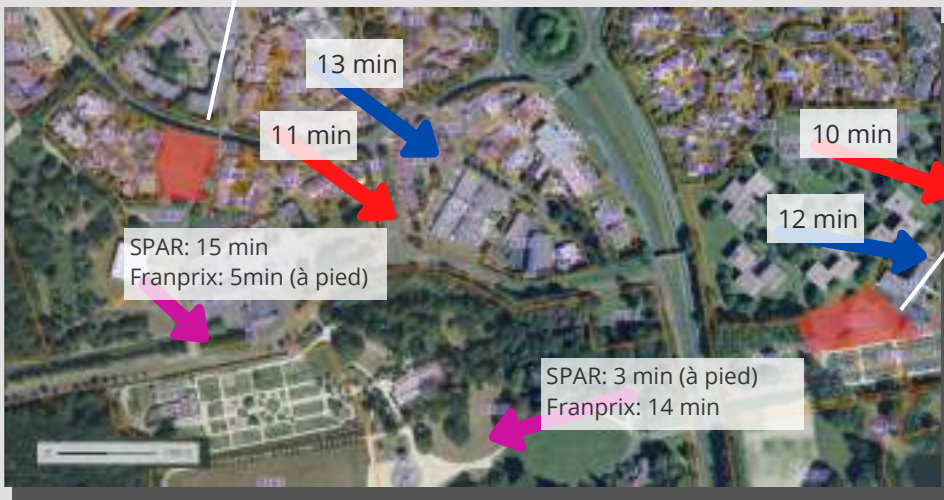 13 min
11 min
10 min
12 min
SPAR: 15 min
Franprix: 5min (à pied)
SPAR: 3 min (à pied)
Franprix: 14 min